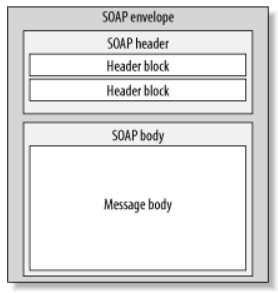 SOAP envelope
SOAP header
Header block
Header block
SOAP body
Message body